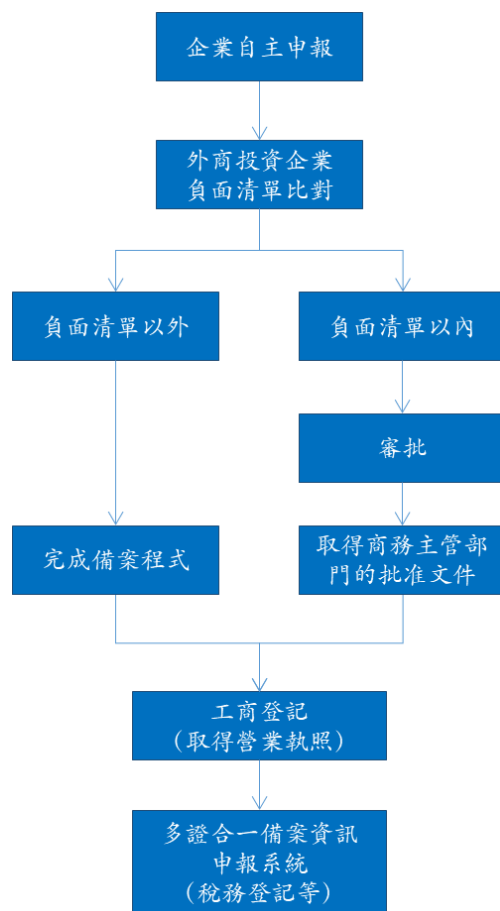 企業自主申報
外商投資企業
負面清單比對
負面清單以外
負面清單以內
審批
完成備案程式
取得商務主管部
門的批准文件
工商登記
(取得營業執照)
多證合一備案資訊
申報系統
(稅務登記等)